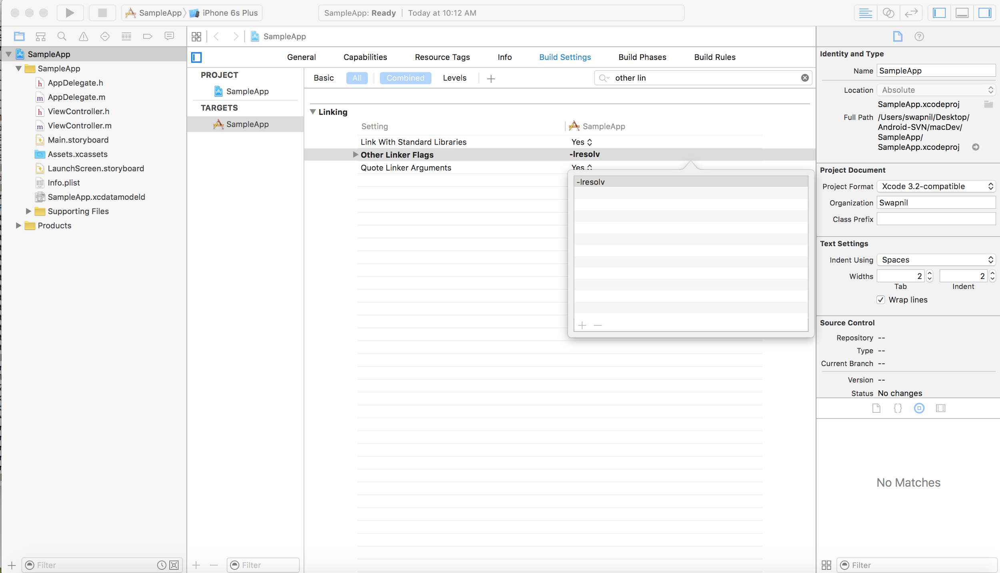 SampleApp
iPhone 6s Plus
SampleApp: Ready | Today at 10:12 AM
SampleApp
SampleApp
SampleApp
AppDelegate.h
AppDelegate.m
ViewController.h
ViewController.m
Main.storyboard
Assets.xcassets
LaunchScreen.storyboard
Info.plist
SampleApp.xcdatamodeld
Supporting Files
Products
Filter
General
Capabilities
Resource Tags
Info
Build Settings
Build Phases
Build Rules
PROJECT
SampleApp
TARGETS
SampleApp
Filter
Basic
All
Combined
Levels
other lin
Linking
Setting
SampleApp
Link With Standard Libraries
Yes
Other Linker Flags
-lresolv
Quote Linker Arguments
Yes
-lresolv
Identity and Type
Name SampleApp
Location Absolute
SampleApp.xcodeproj
Full Path /Users/swapnil/Desktop/
Android-SVN/macDev/
SampleApp/
SampleApp.xcodeproj
Project Document
Project Format Xcode 3.2-compatible
Organization Swapnil
Class Prefix
Text Settings
Indent Using Spaces
Widths 2 2
Tab Indent
Wrap lines
Source Control
Repository --
Type --
Current Branch --
Version --
Status No changes
No Matches
Filter